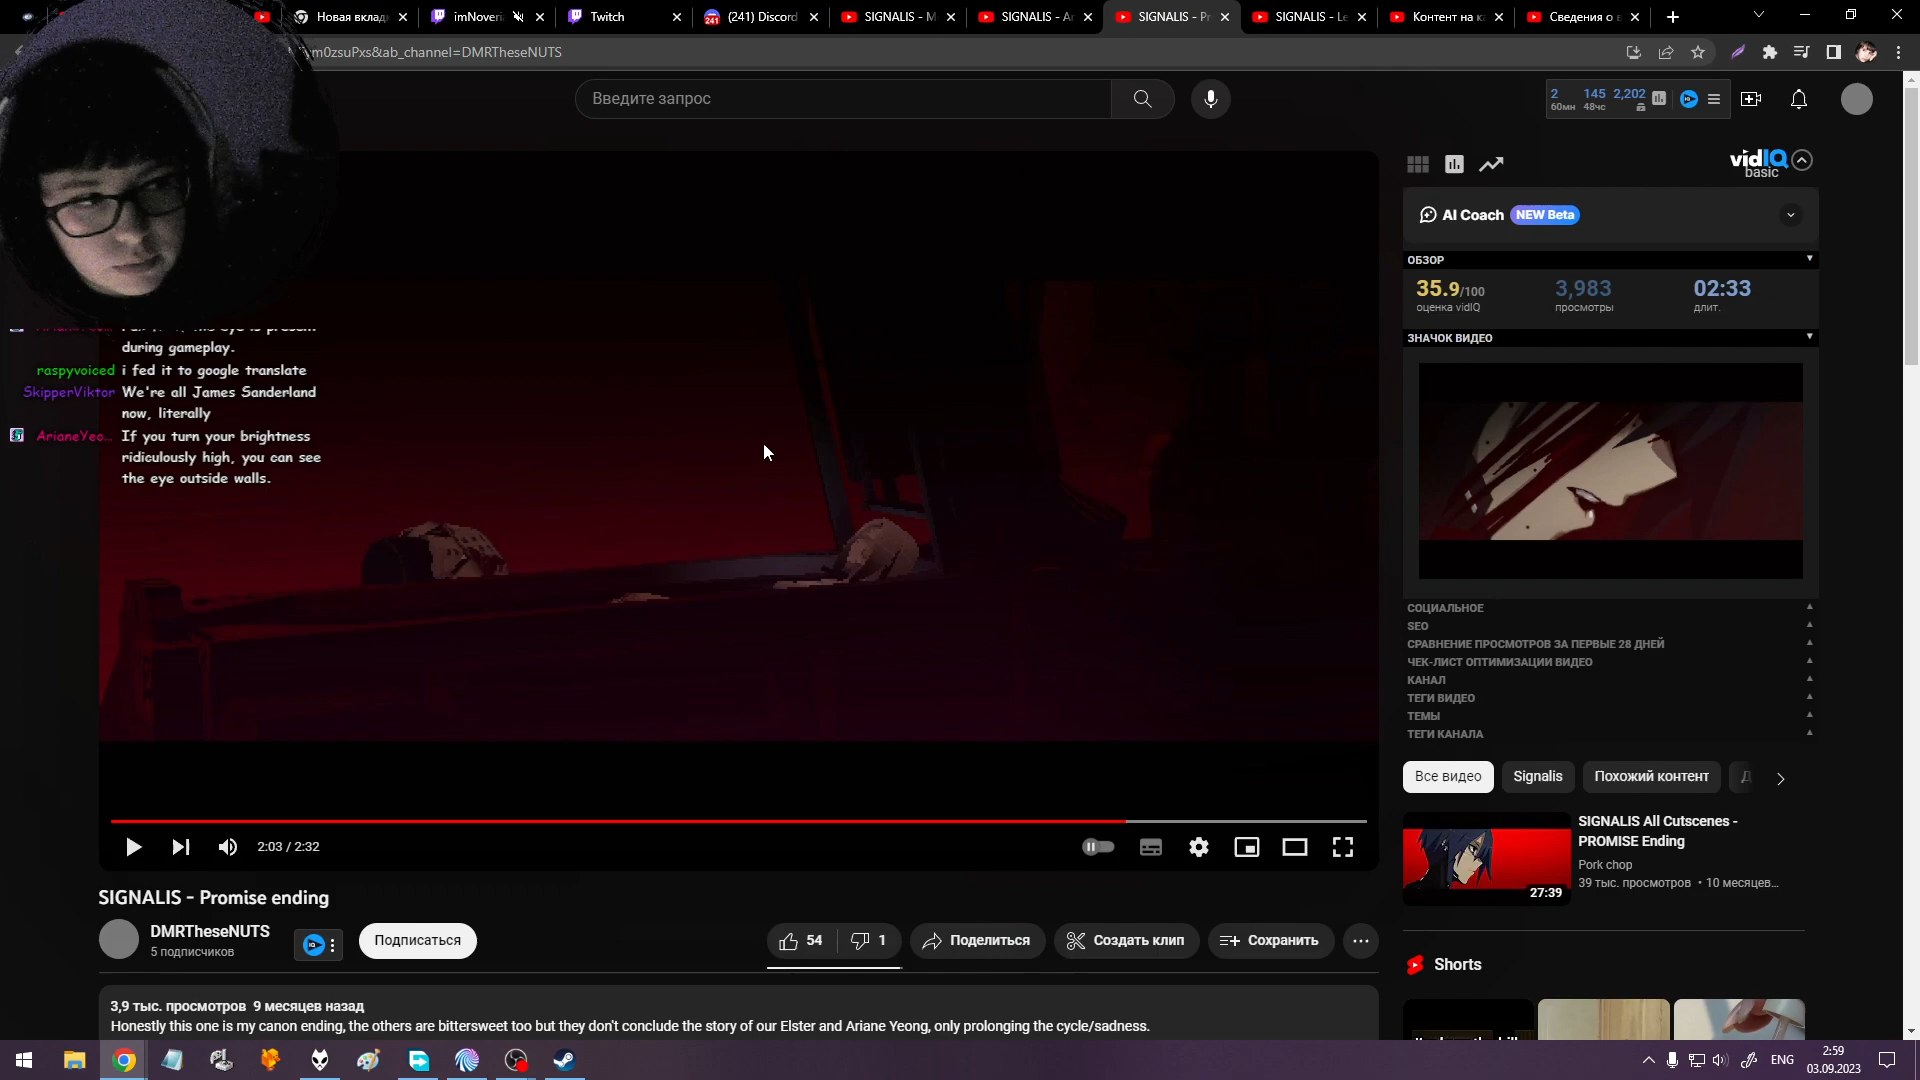 Новая вклад
imNoveri
Twitch
(241) Discord
SIGNALIS - M
SIGNALIS - A
SIGNALIS - P
SIGNALIS - Le
Контент на к
Сведения о в
m0zsuPxs&ab_channel=DMRTheseNUTS
Введите запрос
2 145 2,202
60мн 48чс
vidIQ
basic
AI Coach NEW Beta
ОБЗОР
35.9/100 3,983 02:33
оценка vidIQ просмотры длит.
ЗНАЧОК ВИДЕО
during gameplay.
raspyvoiced i fed it to google translate
SkipperViktor We're all James Sanderland
now, literally
ArianeYeo... If you turn your brightness
ridiculously high, you can see
the eye outside walls.
СОЦИАЛЬНОЕ
SEO
СРАВНЕНИЕ ПРОСМОТРОВ ЗА ПЕРВЫЕ 28 ДНЕЙ
ЧЕК-ЛИСТ ОПТИМИЗАЦИИ ВИДЕО
КАНАЛ
ТЕГИ ВИДЕО
ТЕМЫ
ТЕГИ КАНАЛА
Все видео Signalis Похожий контент
2:03 / 2:32
SIGNALIS All Cutscenes -
PROMISE Ending
Pork chop
39 тыс. просмотров • 10 месяцев...
27:39
SIGNALIS - Promise ending
DMRTheseNUTS
5 подписчиков
Подписаться
54 1 Поделиться Создать клип Сохранить
Shorts
3,9 тыс. просмотров 9 месяцев назад
Honestly this one is my canon ending, the others are bittersweet too but they don't conclude the story of our Elster and Ariane Yeong, only prolonging the cycle/sadness.
ENG
2:59
03.09.2023